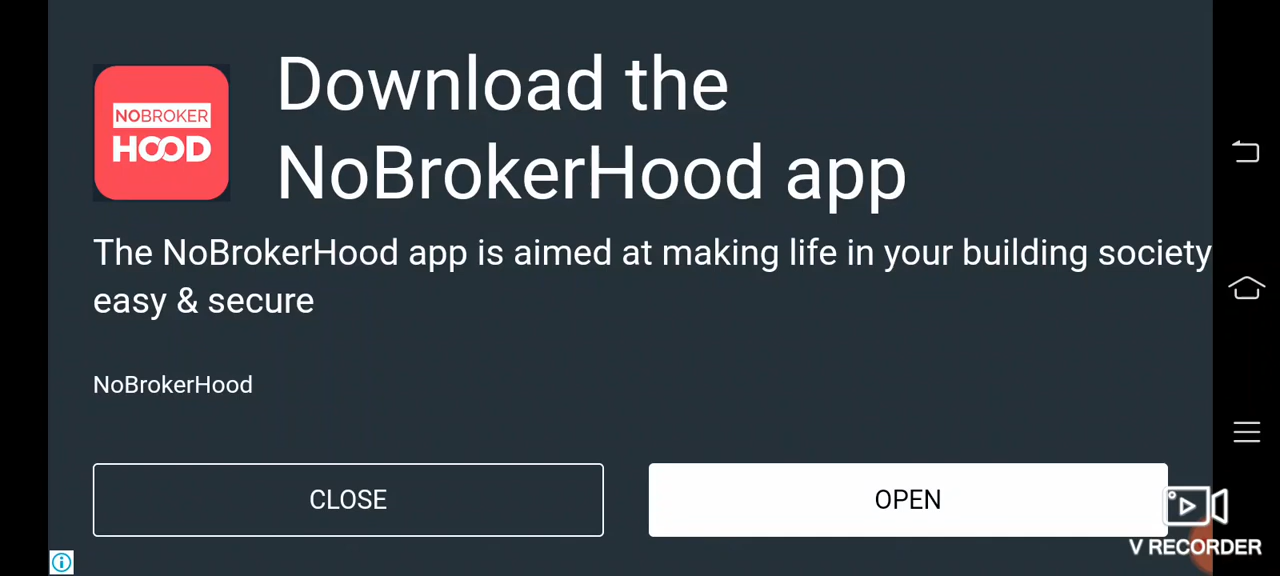 NOBROKER
HOOD
Download the
NoBrokerHood app
The NoBrokerHood app is aimed at making life in your building society
easy & secure
NoBrokerHood
CLOSE
OPEN
V RECORDER